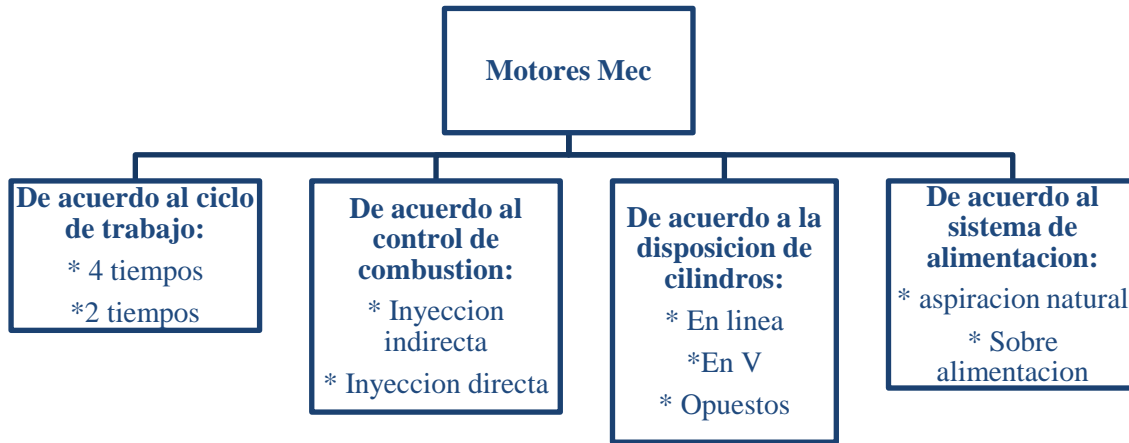 Motores Mec
De acuerdo al ciclo
de trabajo:
* 4 tiempos
*2 tiempos
De acuerdo al
control de
combustion:
* Inyeccion
indirecta
* Inyeccion directa
De acuerdo a la
disposicion de
cilindros:
* En linea
*En V
* Opuestos
De acuerdo al
sistema de
alimentacion:
* aspiracion natural
* Sobre
alimentacion